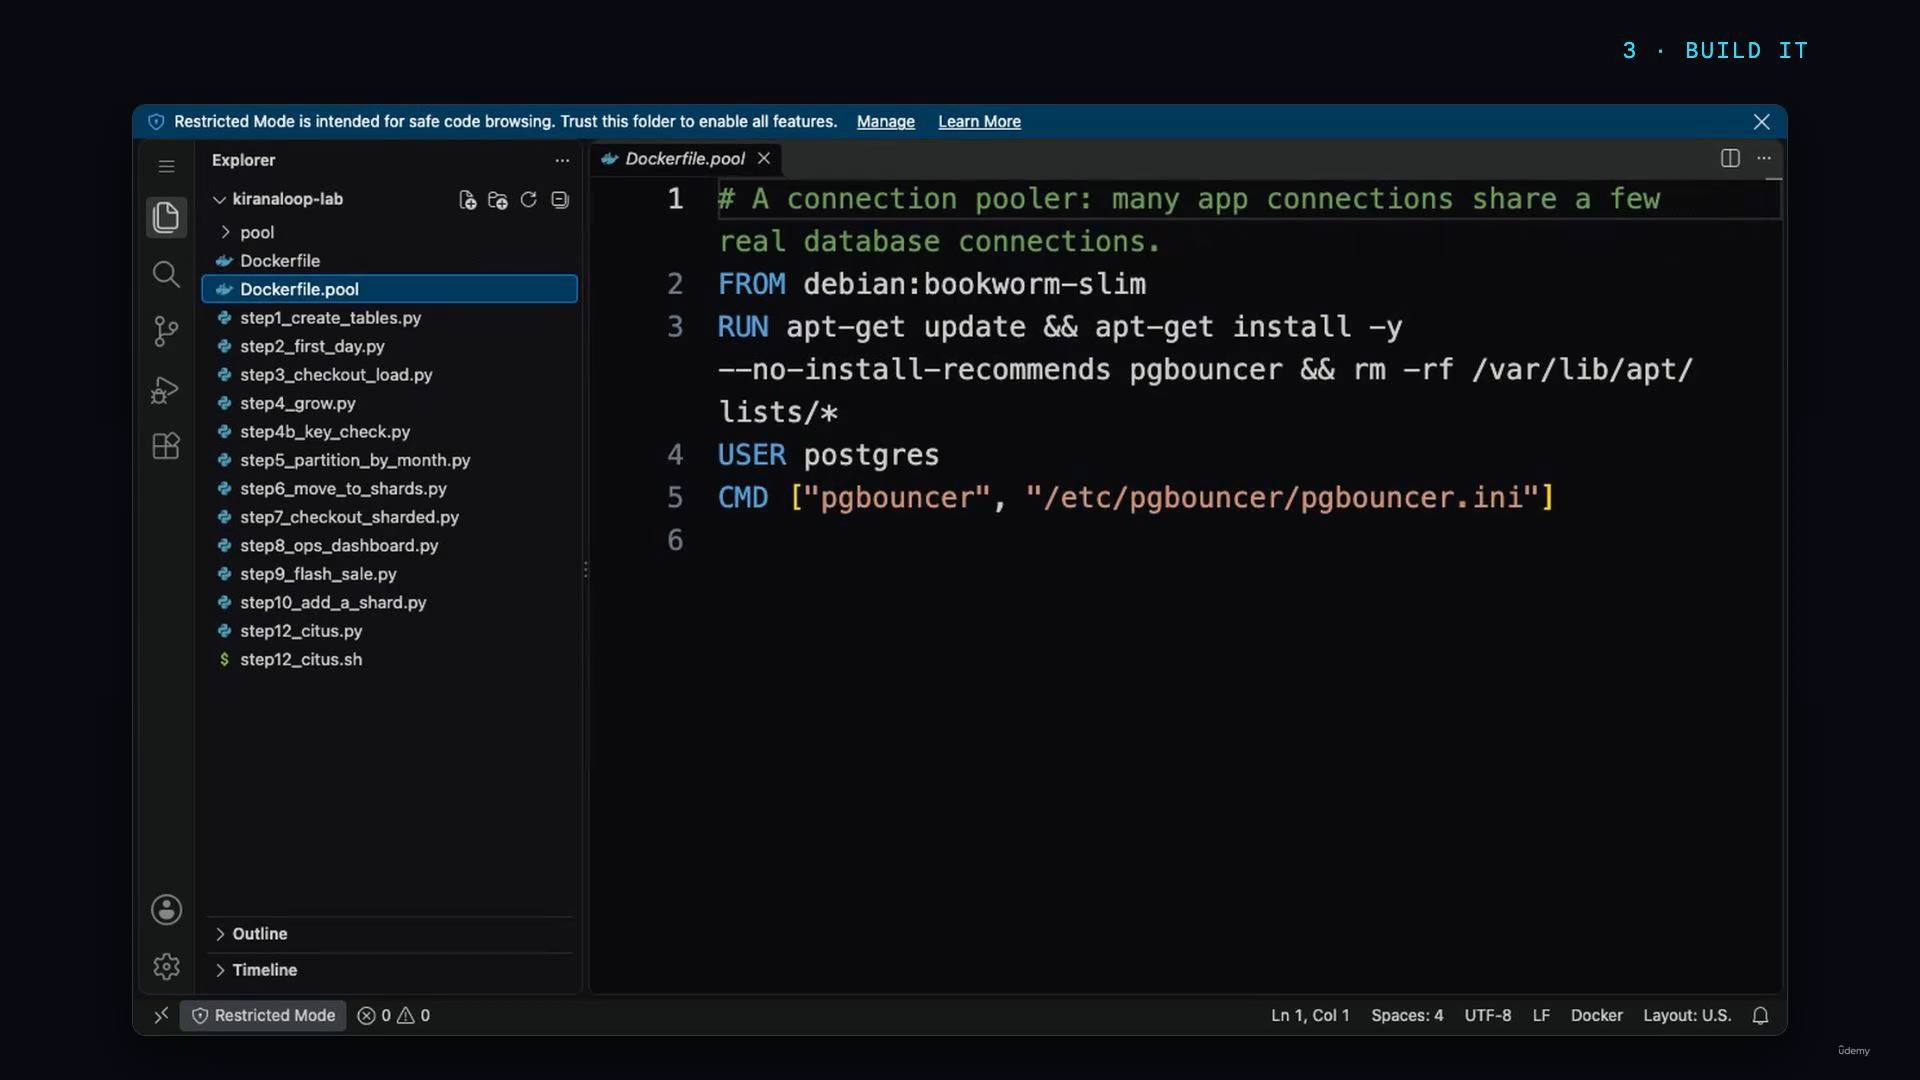 3 · BUILD IT
Restricted Mode is intended for safe code browsing. Trust this folder to enable all features. Manage Learn More
Explorer
kiranaloop-lab
pool
Dockerfile
Dockerfile.pool
step1_create_tables.py
step2_first_day.py
step3_checkout_load.py
step4_grow.py
step4b_key_check.py
step5_partition_by_month.py
step6_move_to_shards.py
step7_checkout_sharded.py
step8_ops_dashboard.py
step9_flash_sale.py
step10_add_a_shard.py
step12_citus.py
$ step12_citus.sh
Outline
Timeline
Dockerfile.pool
1 # A connection pooler: many app connections share a few
real database connections.
2 FROM debian:bookworm-slim
3 RUN apt-get update && apt-get install -y
--no-install-recommends pgbouncer && rm -rf /var/lib/apt/
lists/*
4 USER postgres
5 CMD ["pgbouncer", "/etc/pgbouncer/pgbouncer.ini"]
6
Restricted Mode 0 0 Ln 1, Col 1 Spaces: 4 UTF-8 LF Docker Layout: U.S.
udemy